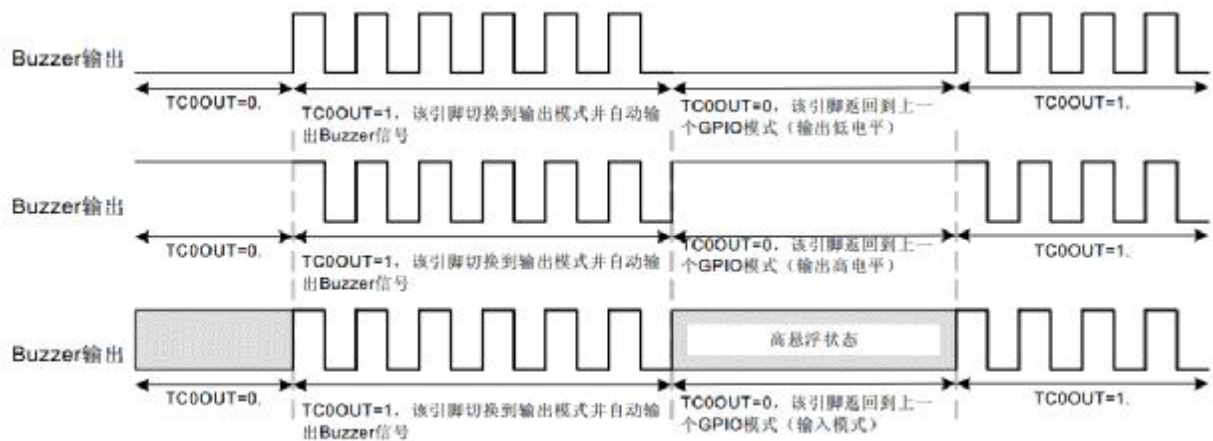 Buzzer输出
TC0OUT=0.
TC0OUT=1，该引脚切换到输出模式并自动输
出Buzzer信号
TC0OUT=0，该引脚返回到上一
个GPIO模式（输出低电平）
TC0OUT=1.
Buzzer输出
TC0OUT=0.
TC0OUT=1，该引脚切换到输出模式并自动输
出Buzzer信号
TC0OUT=0，该引脚返回到上一
个GPIO模式（输出高电平）
TC0OUT=1.
Buzzer输出
高悬浮状态
TC0OUT=0.
TC0OUT=1，该引脚切换到输出模式并自动输
出Buzzer信号
TC0OUT=0，该引脚返回到上一
个GPIO模式（输入模式）
TC0OUT=1.